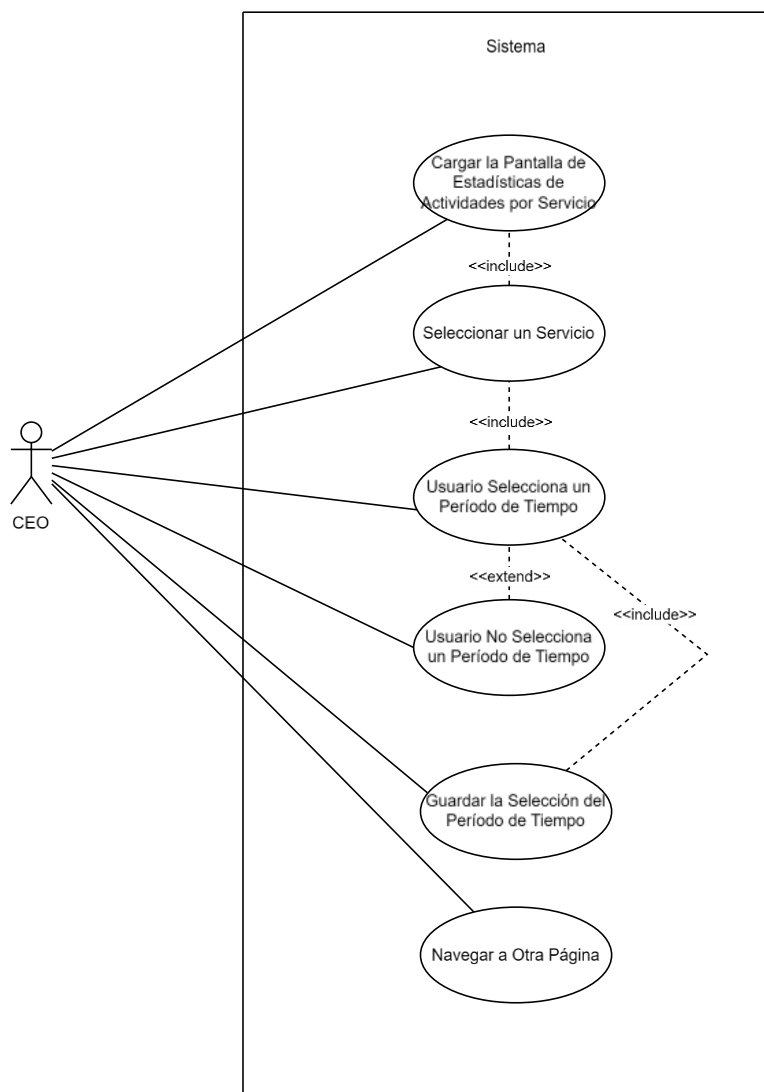 Sistema
Cargar la Pantalla de
Estadísticas de
Actividades por Servicio
<<include>>
Seleccionar un Servicio
<<include>>
CEO
Usuario Selecciona un
Período de Tiempo
<<extend>>
<<include>>
Usuario No Selecciona
un Período de Tiempo
Guardar la Selección del
Período de Tiempo
Navegar a Otra Página